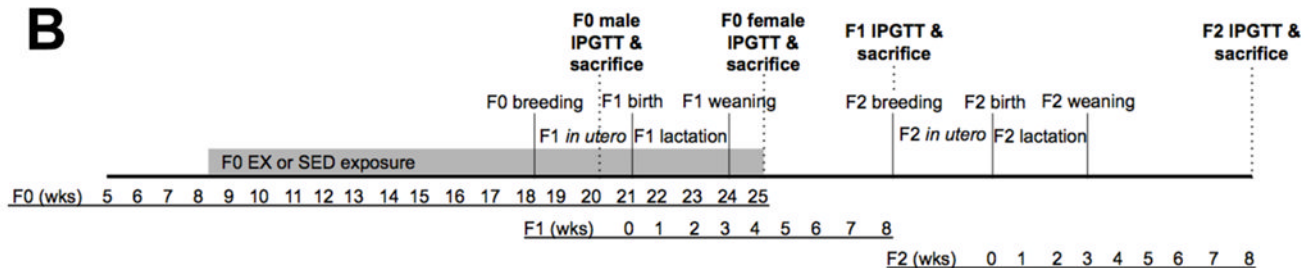 B
F0 male IPGTT & sacrifice
F0 female IPGTT & sacrifice
F1 IPGTT & sacrifice
F2 IPGTT & sacrifice
F0 breeding F1 birth F1 weaning F2 breeding F2 birth F2 weaning
F1 in utero F1 lactation F2 in utero F2 lactation
F0 EX or SED exposure
F0 (wks) 5 6 7 8 9 10 11 12 13 14 15 16 17 18 19 20 21 22 23 24 25
F1 (wks) 0 1 2 3 4 5 6 7 8
F2 (wks) 0 1 2 3 4 5 6 7 8